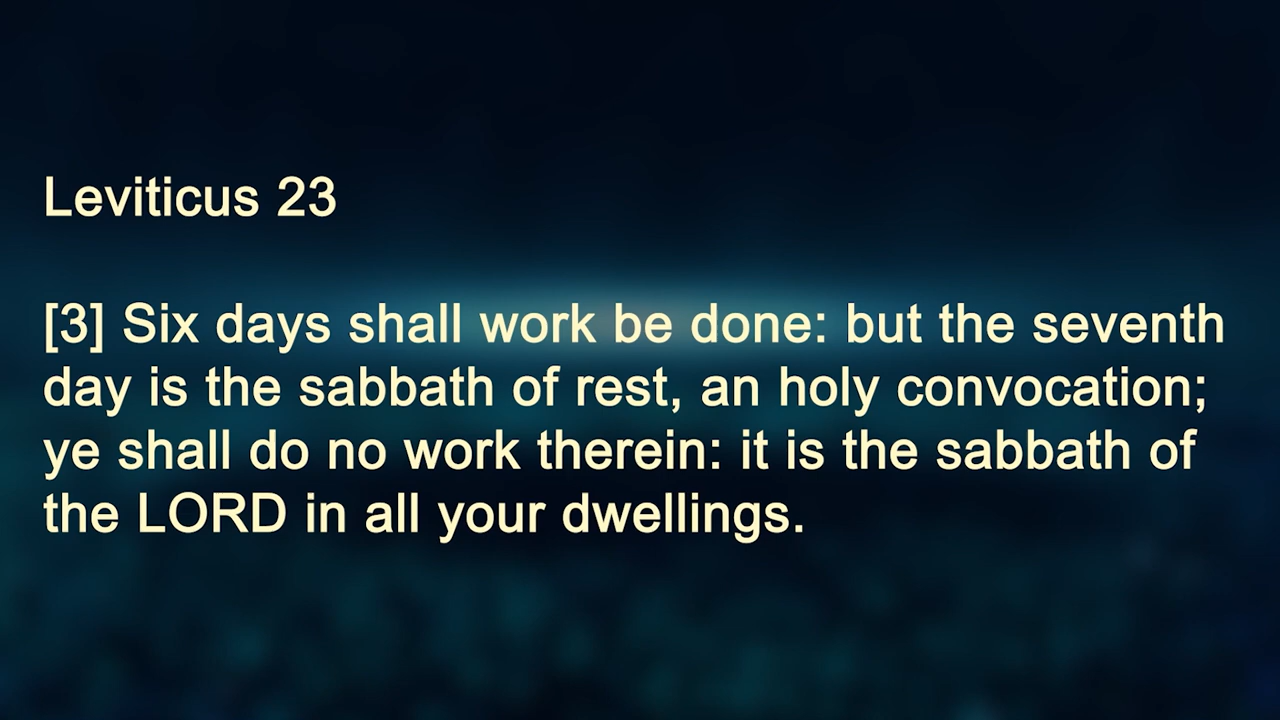 Leviticus 23
[3] Six days shall work be done: but the seventh
day is the sabbath of rest, an holy convocation;
ye shall do no work therein: it is the sabbath of
the LORD in all your dwellings.